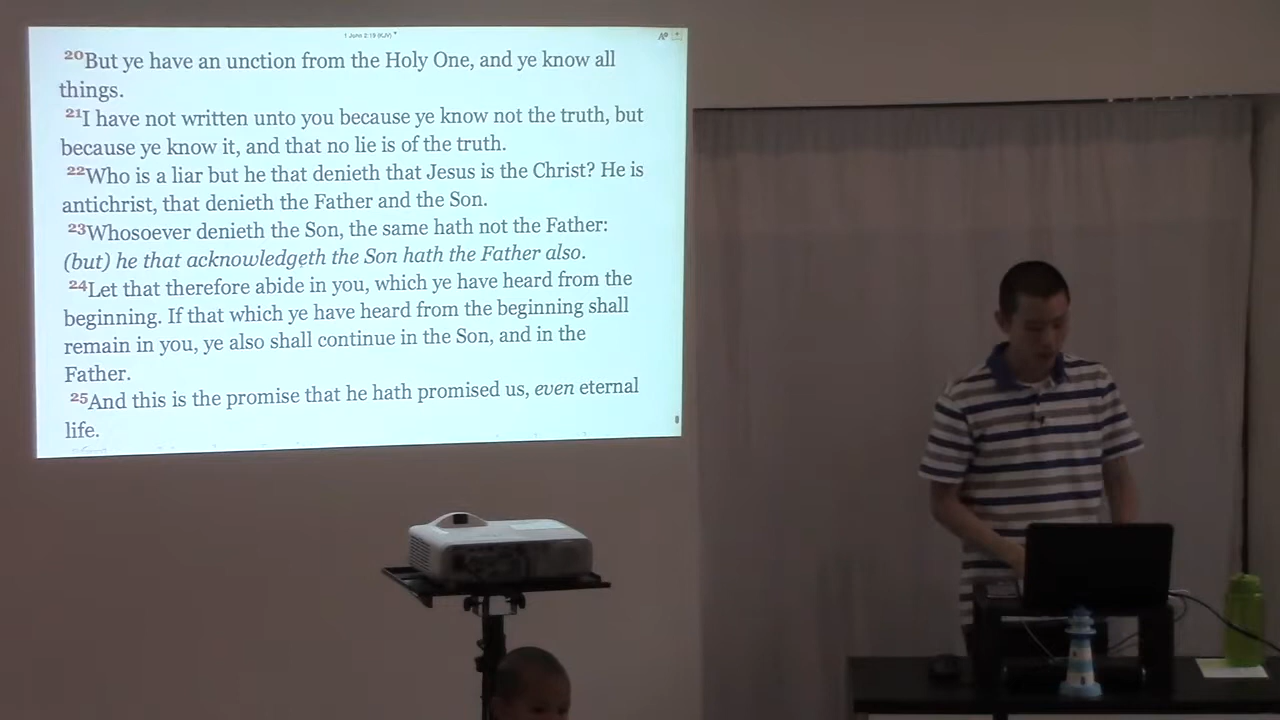 1 John 2:19 (KJV)
20But ye have an unction from the Holy One, and ye know all
things.
21I have not written unto you because ye know not the truth, but
because ye know it, and that no lie is of the truth.
22Who is a liar but he that denieth that Jesus is the Christ? He is
antichrist, that denieth the Father and the Son.
23Whosoever denieth the Son, the same hath not the Father:
(but) he that acknowledgeth the Son hath the Father also.
24Let that therefore abide in you, which ye have heard from the
beginning. If that which ye have heard from the beginning shall
remain in you, ye also shall continue in the Son, and in the
Father.
25And this is the promise that he hath promised us, even eternal
life.